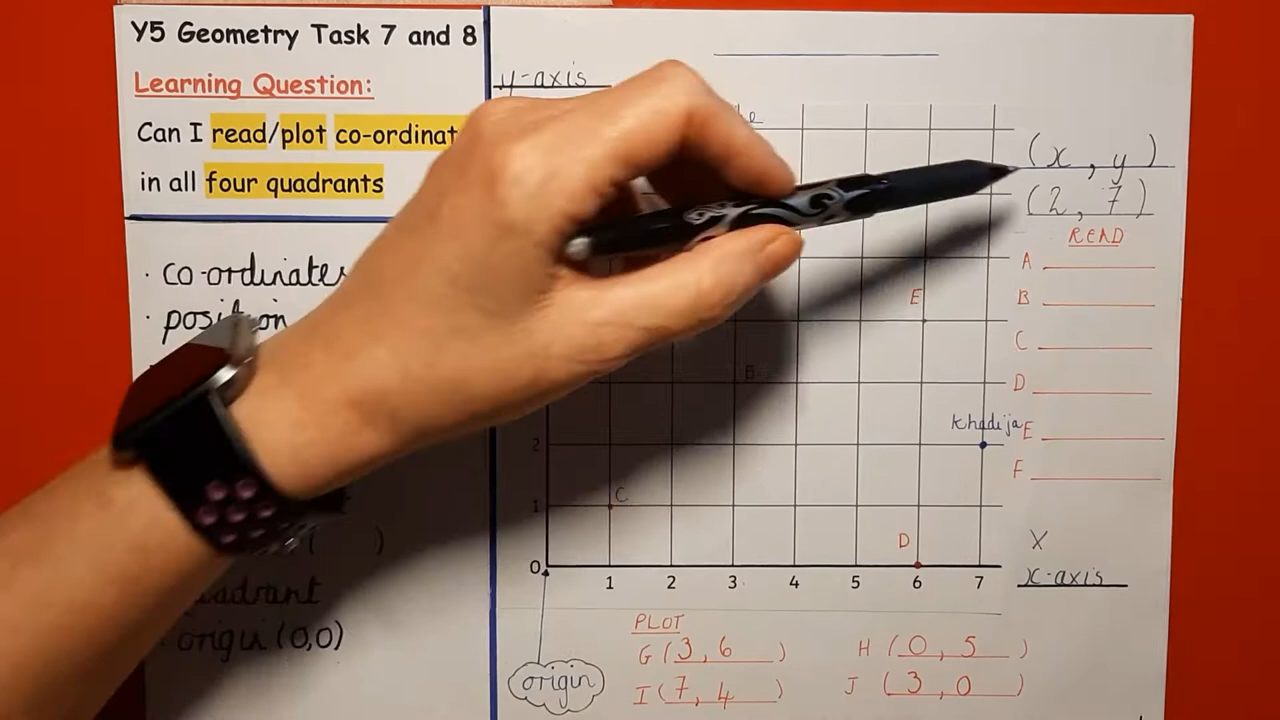 Y5 Geometry Task 7 and 8
Learning Question:
Can I read/plot co-ordinat
in all four quadrants
· co-ordinates
· position
)
quadrant
· origin (0,0)
y-axis
(x, y)
(2, 7)
READ
A
B
C
D
E
F
E
B
Khadija
2
C
1
D
0
1 2 3 4 5 6 7
X
x-axis
origin
PLOT
G (3, 6)
H (0, 5)
I (7, 4)
J (3, 0)